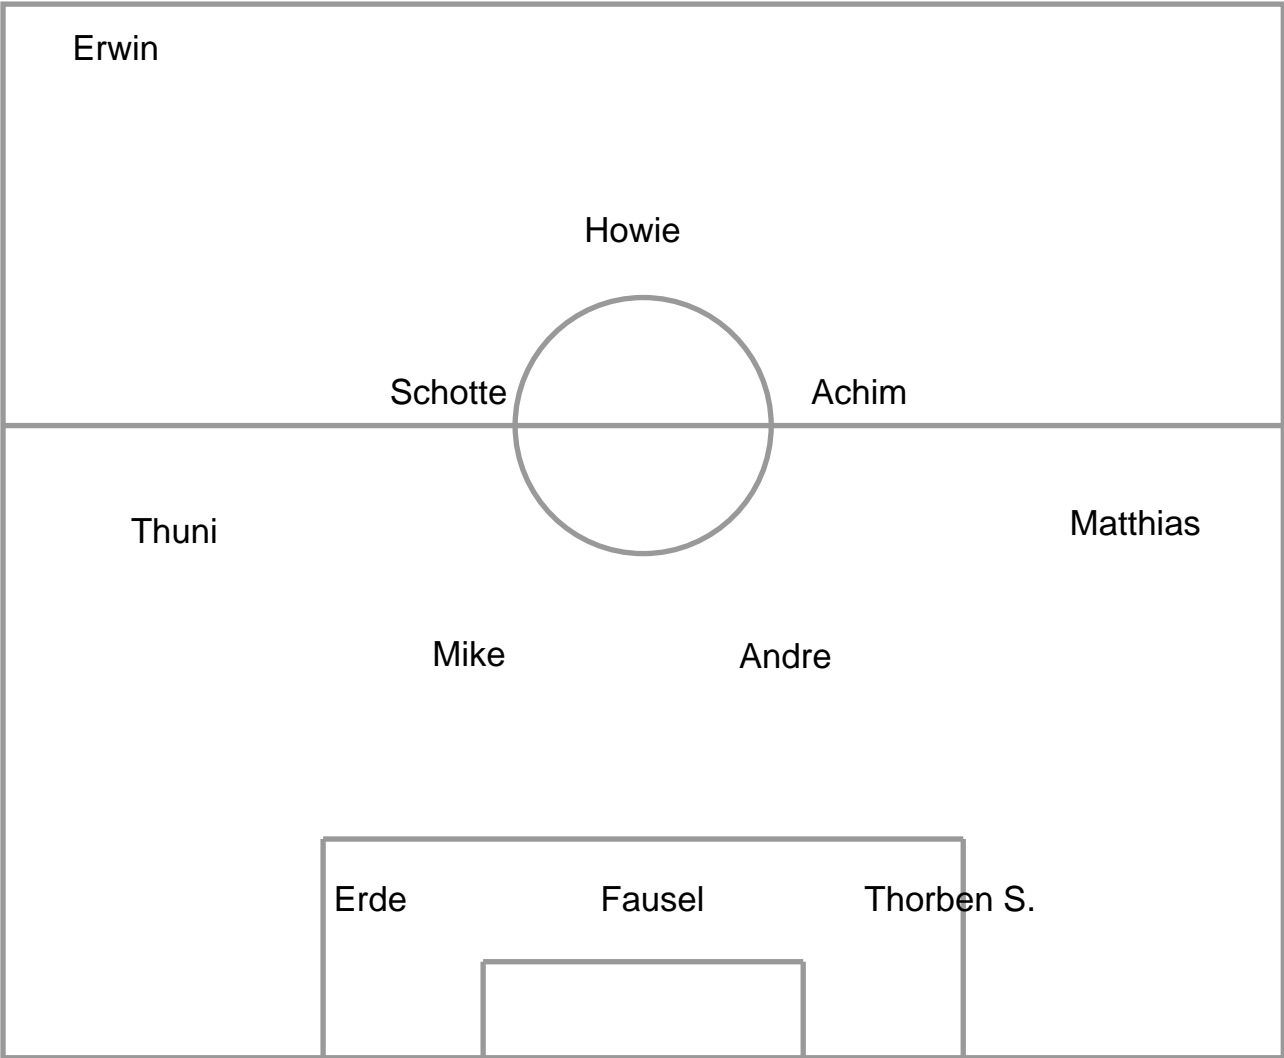 Erwin
Howie
Schotte
Achim
Thuni
Matthias
Mike
Andre
Erde
Fausel
Thorben S.